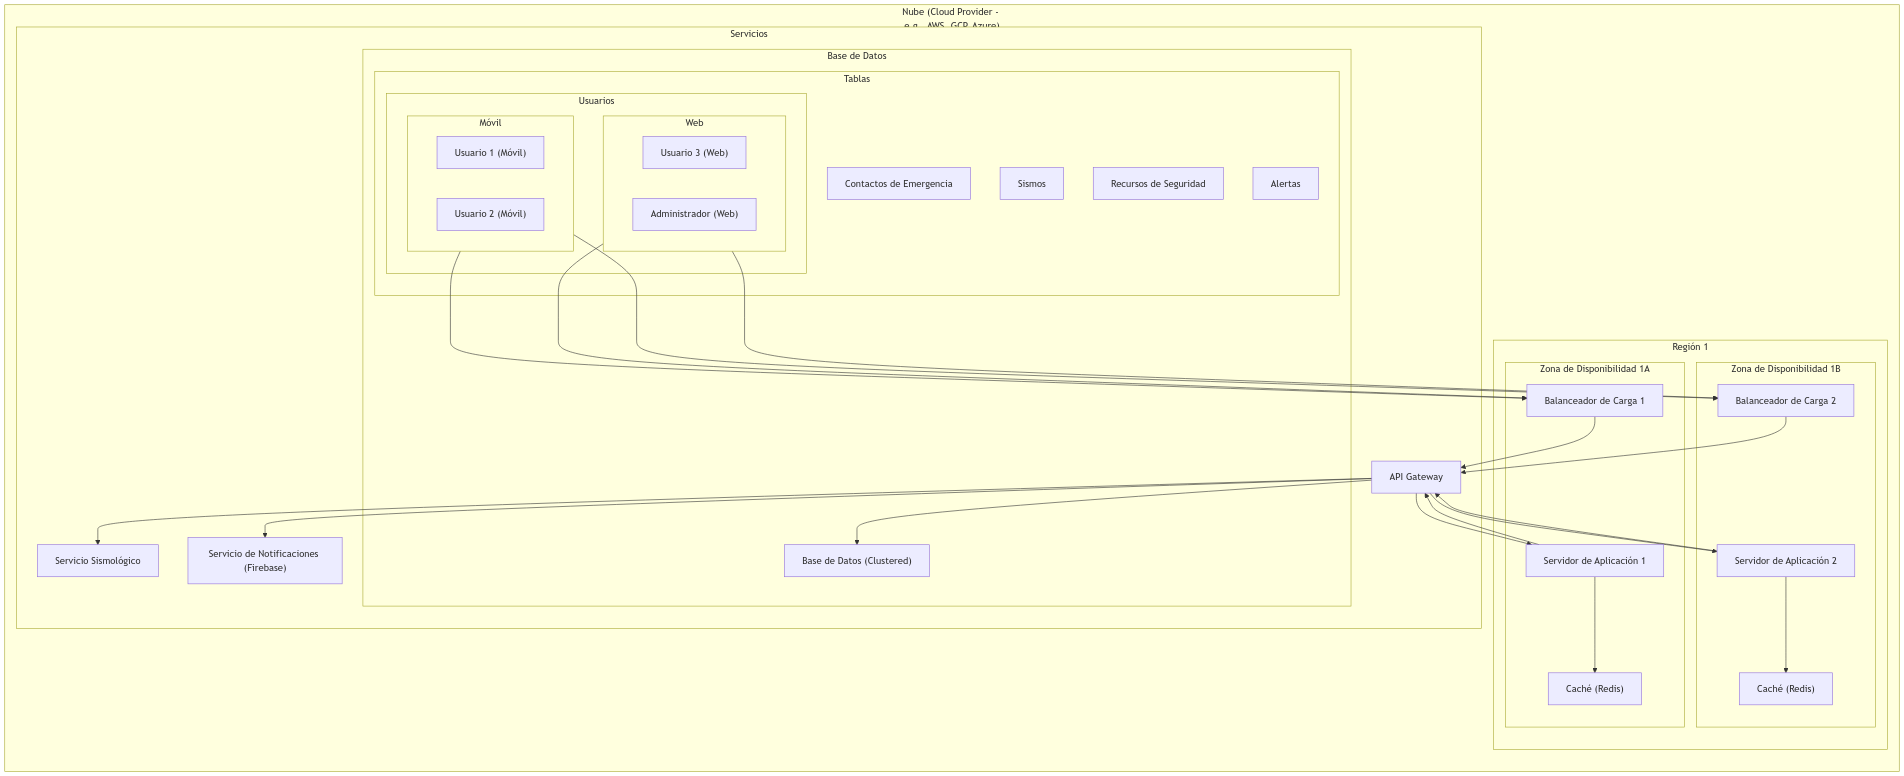 Nube (Cloud Provider -
e.g., AWS, GCP, Azure)
Servicios
Base de Datos
Tablas
Usuarios
Móvil
Web
Usuario 1 (Móvil)
Usuario 3 (Web)
Usuario 2 (Móvil)
Administrador (Web)
Contactos de Emergencia
Sismos
Recursos de Seguridad
Alertas
Región 1
Zona de Disponibilidad 1A
Zona de Disponibilidad 1B
Balanceador de Carga 1
Balanceador de Carga 2
API Gateway
Servicio Sismológico
Servicio de Notificaciones
(Firebase)
Base de Datos (Clustered)
Servidor de Aplicación 1
Servidor de Aplicación 2
Caché (Redis)
Caché (Redis)